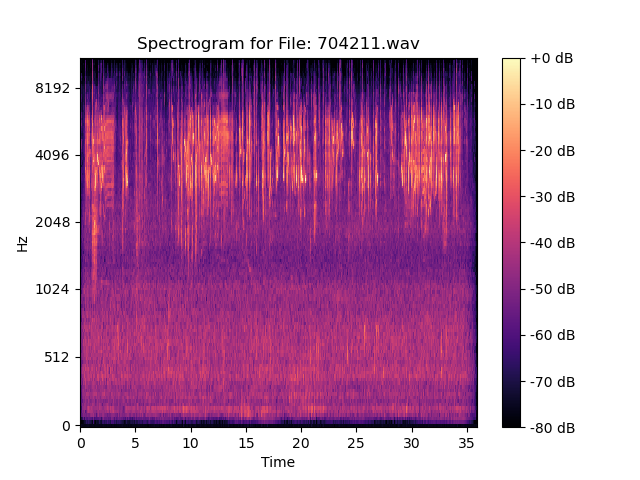 Spectrogram for File: 704211.wav
8192
4096
2048
1024
512
0
Hz
0 5 10 15 20 25 30 35
Time
+0 dB
-10 dB
-20 dB
-30 dB
-40 dB
-50 dB
-60 dB
-70 dB
-80 dB